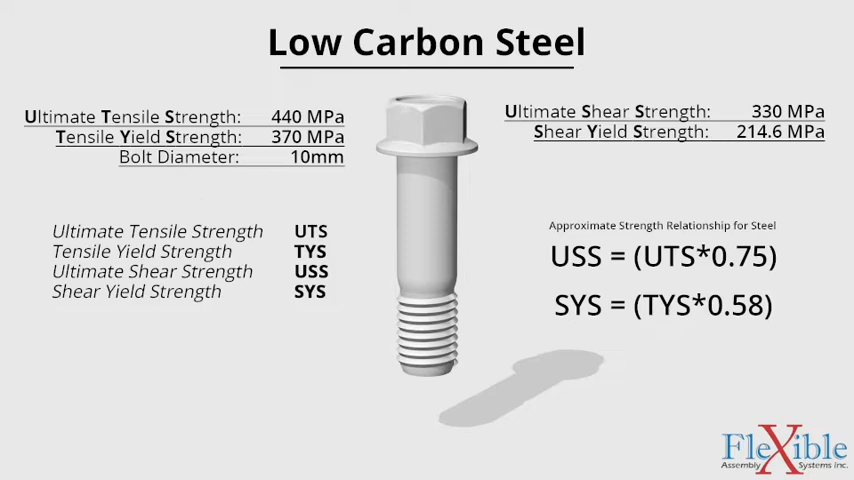 Low Carbon Steel
Ultimate Tensile Strength: 440 MPa
Tensile Yield Strength: 370 MPa
Bolt Diameter: 10mm
Ultimate Shear Strength: 330 MPa
Shear Yield Strength: 214.6 MPa
Ultimate Tensile Strength UTS
Tensile Yield Strength TYS
Ultimate Shear Strength USS
Shear Yield Strength SYS
Approximate Strength Relationship for Steel
USS = (UTS*0.75)
SYS = (TYS*0.58)
FleXible
Assembly Systems Inc.